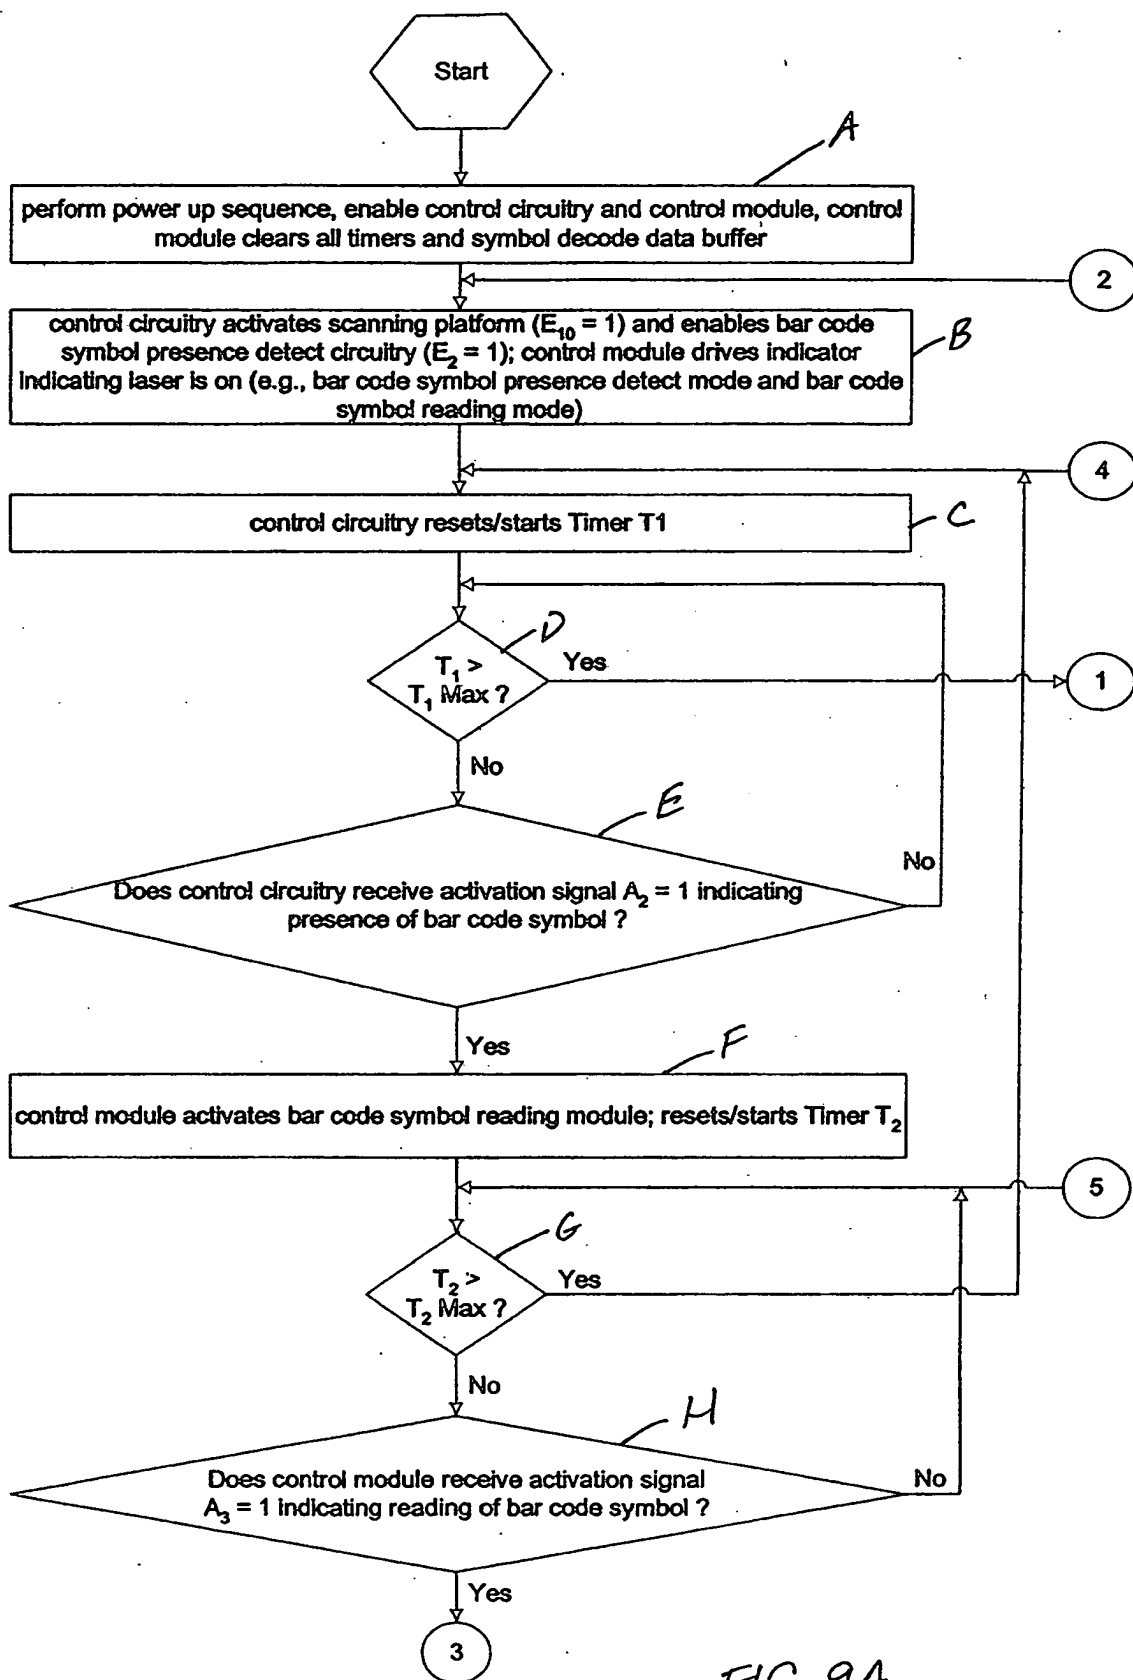 Start
A
perform power up sequence, enable control circuitry and control module, control
module clears all timers and symbol decode data buffer
2
control circuitry activates scanning platform (E10 = 1) and enables bar code
symbol presence detect circuitry (E2 = 1); control module drives indicator
indicating laser is on (e.g., bar code symbol presence detect mode and bar code
symbol reading mode)
B
4
control circuitry resets/starts Timer T1
C
D
T1 >
T1 Max ?
Yes
1
No
E
No
Does control circuitry receive activation signal A2 = 1 indicating
presence of bar code symbol ?
Yes
F
control module activates bar code symbol reading module; resets/starts Timer T2
5
G
T2 >
T2 Max ?
Yes
No
H
Does control module receive activation signal
A3 = 1 indicating reading of bar code symbol ?
No
Yes
3
FIG. 9A